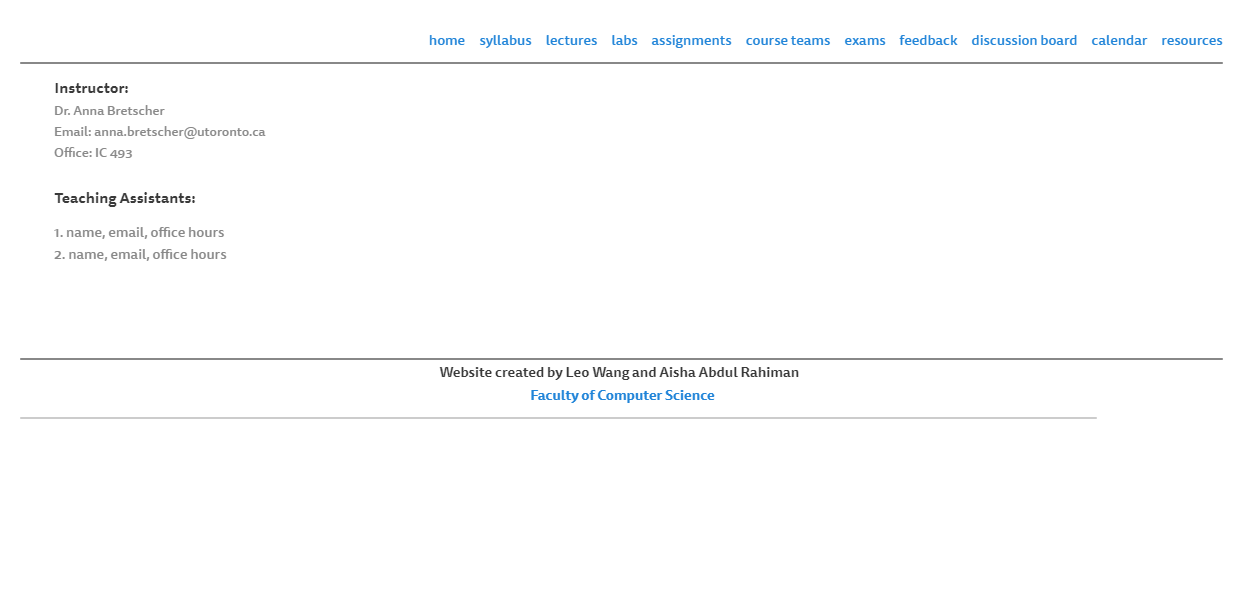 home syllabus lectures labs assignments course teams exams feedback discussion board calendar resources
Instructor:
Dr. Anna Bretscher
Email: anna.bretscher@utoronto.ca
Office: IC 493
Teaching Assistants:
1. name, email, office hours
2. name, email, office hours
Website created by Leo Wang and Aisha Abdul Rahiman
Faculty of Computer Science